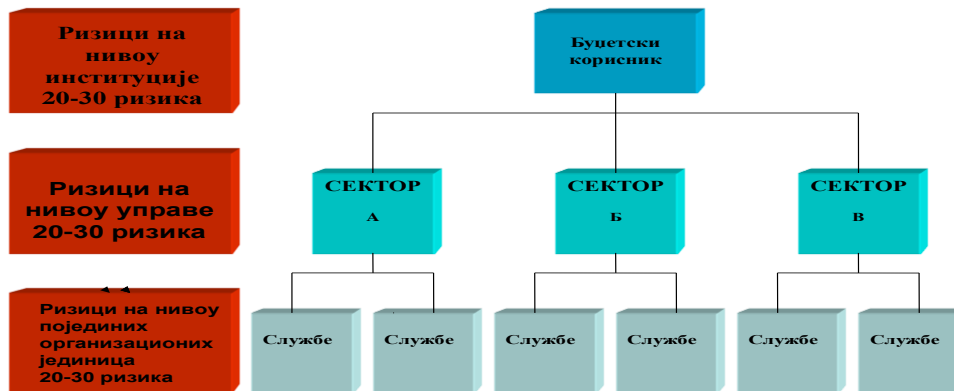 Ризици на
нивоу
институције
20-30 ризика
Буџетски
корисник
Ризици на
нивоу управе
20-30 ризика
СЕКТОР
А
СЕКТОР
Б
СЕКТОР
В
Ризици на нивоу
појединих
организационих
јединица
20-30 ризика
Службе
Службе
Службе
Службе
Службе
Службе